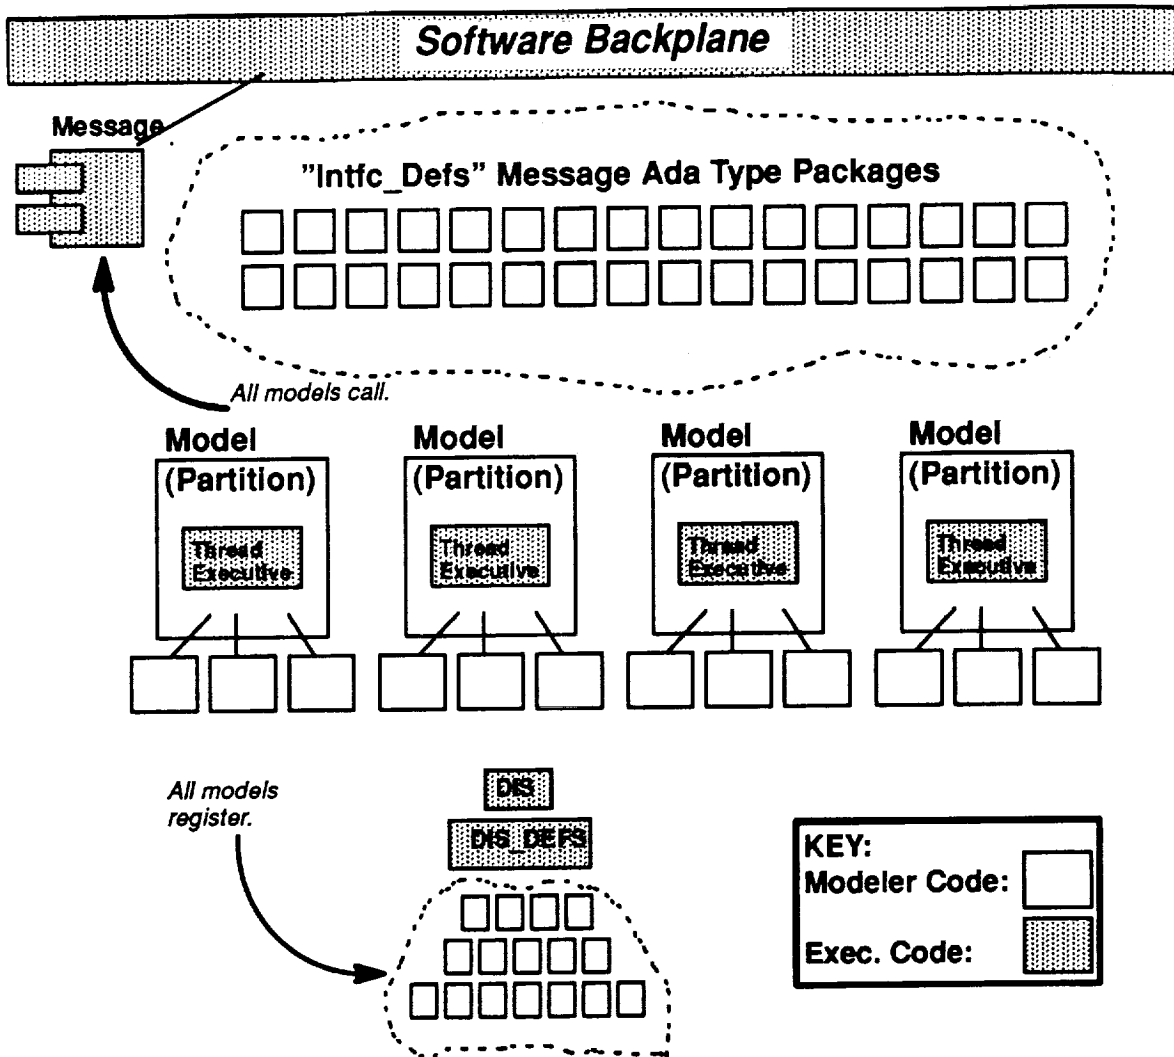 Software Backplane
Message
"Intfc_Defs" Message Ada Type Packages
All models call.
Model
(Partition)
Thread
Executive
Model
(Partition)
Thread
Executive
Model
(Partition)
Thread
Executive
Model
(Partition)
Thread
Executive
All models
register.
DIS
DIS_DEFS
KEY:
Modeler Code:
Exec. Code: